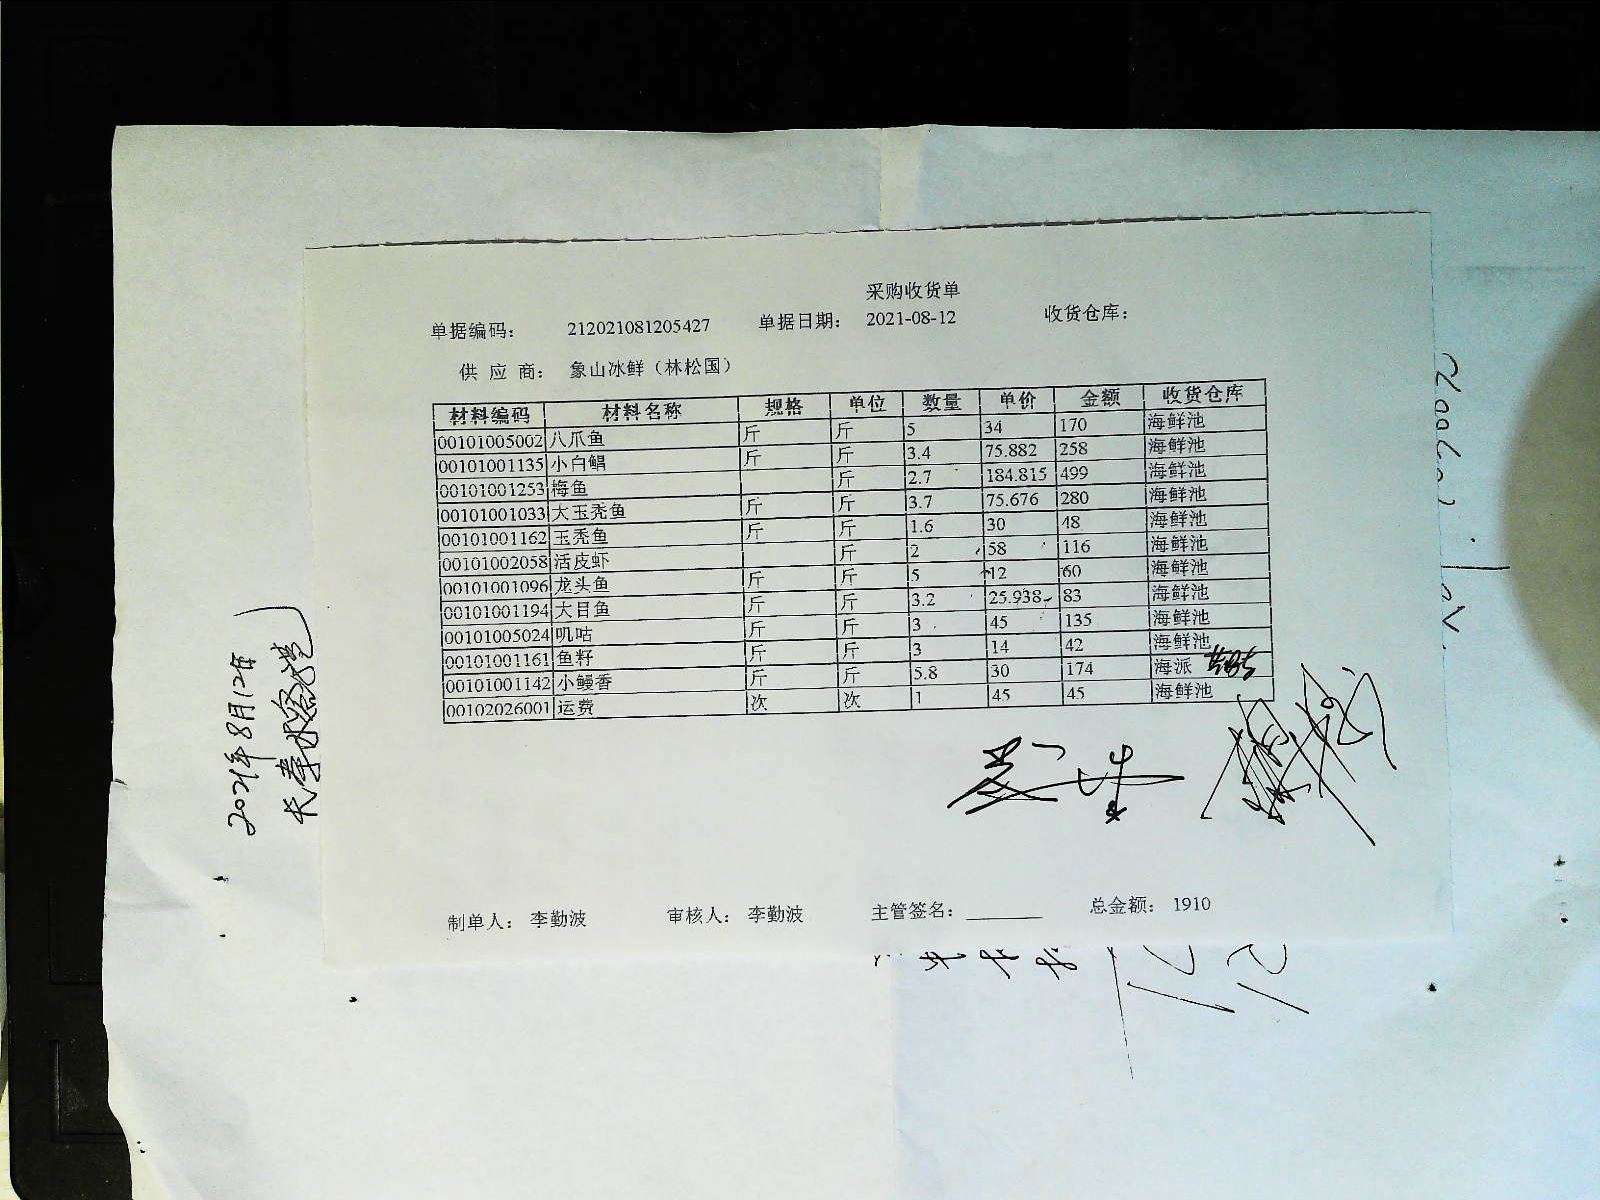 采购收货单
单据编码： 212021081205427 单据日期： 2021-08-12 收货仓库：
供 应 商： 象山冰鲜（林松国）
材料编码 材料名称 规格 单位 数量 单价 金额 收货仓库
00101005002 八爪鱼 斤 斤 5 34 170 海鲜池
00101001135 小白鲳 斤 斤 3.4 75.882 258 海鲜池
00101001253 梅鱼 斤 2.7 184.815 499 海鲜池
00101001033 大玉秃鱼 斤 斤 3.7 75.676 280 海鲜池
00101001162 玉秃鱼 斤 斤 1.6 30 48 海鲜池
00101002058 活皮虾 斤 2 58 116 海鲜池
00101001096 龙头鱼 斤 斤 5 12 60 海鲜池
00101001194 大目鱼 斤 斤 3.2 25.938 83 海鲜池
00101005024 叽咕 斤 斤 3 45 135 海鲜池
00101001161 鱼籽 斤 斤 3 14 42 海鲜池
00101001142 小鳗香 斤 斤 5.8 30 174 海派
00102026001 运费 次 次 1 45 45 海鲜池
制单人： 李勤波 审核人： 李勤波 主管签名： 总金额： 1910
2021年8月12日